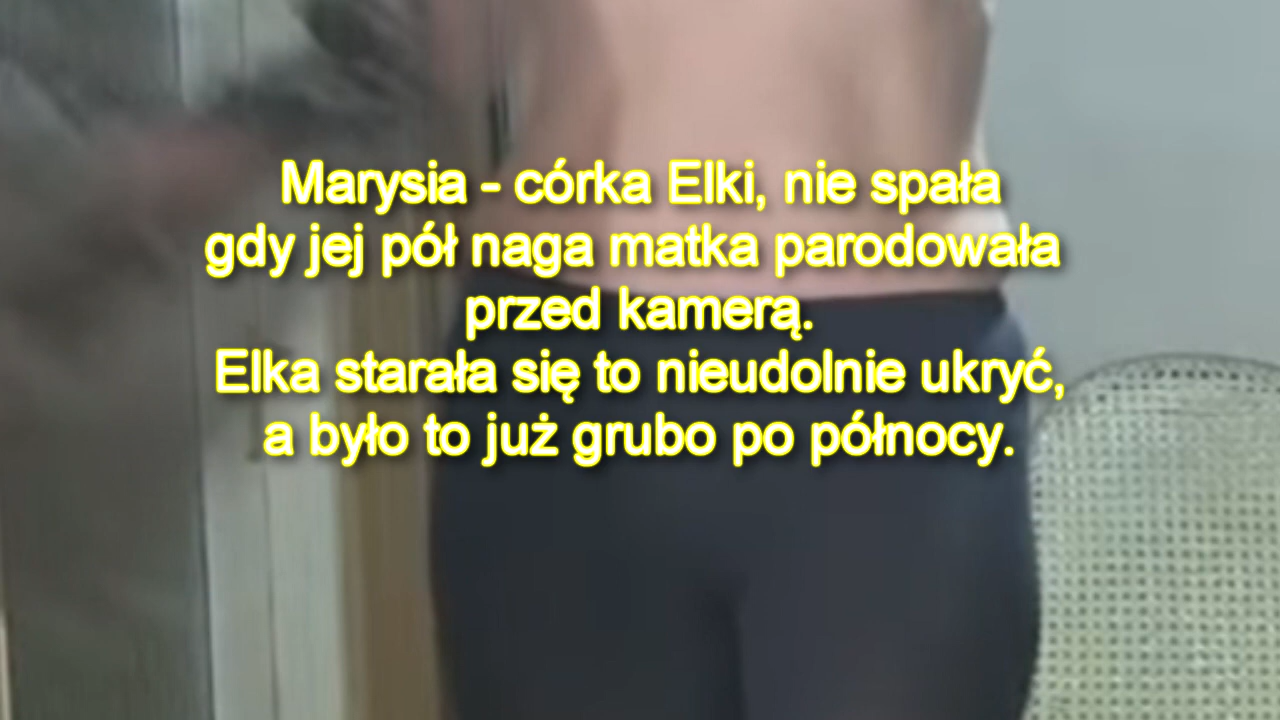 Marysia - córka Elki, nie spała
gdy jej pół naga matka parodowała
przed kamerą.
Elka starała się to nieudolnie ukryć,
a było to już grubo po północy.